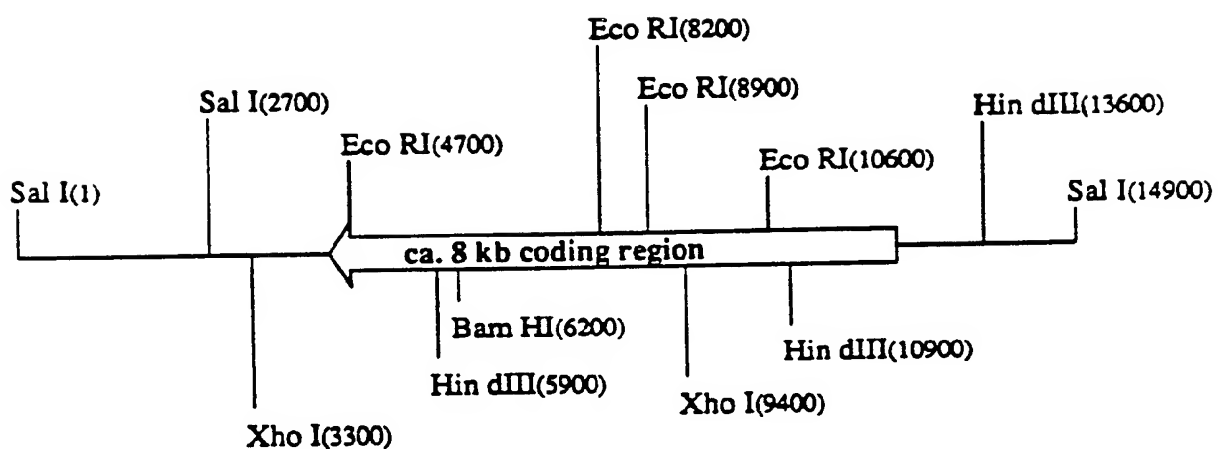 Eco RI(8200)
Eco RI(8900)
Sal I(2700)
Hin dIII(13600)
Eco RI(4700)
Eco RI(10600)
Sal I(1)
Sal I(14900)
ca. 8 kb coding region
Bam HI(6200)
Hin dIII(10900)
Hin dIII(5900)
Xho I(9400)
Xho I(3300)